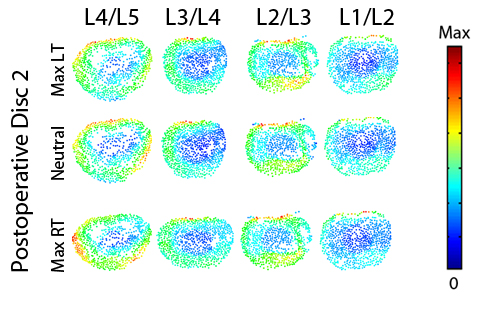 L4/L5 L3/L4 L2/L3 L1/L2
Max
Max LT
Neutral
Max RT
Postoperative Disc 2
0